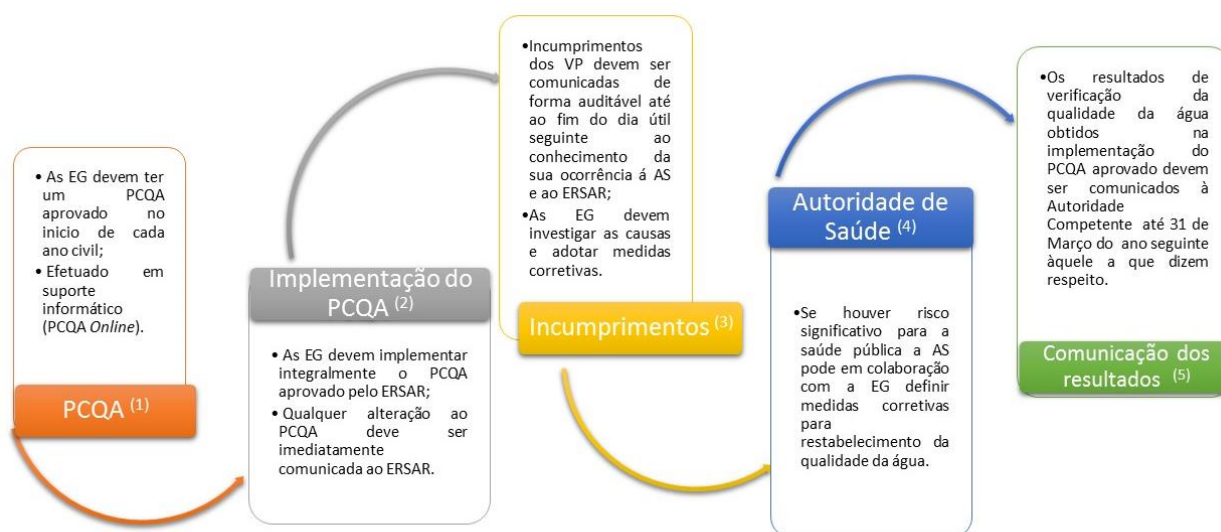 •As EG devem ter
um PCQA
aprovado no
inicio de cada
ano civil;
•Efetuado em
suporte
informático
(PCQA Online).
PCQA (1)
Implementação do
PCQA (2)
•As EG devem implementar
integralmente o PCQA
aprovado pelo ERSAR;
•Qualquer alteração ao
PCQA deve ser
imediatamente
comunicada ao ERSAR.
•Incumprimentos
dos VP devem ser
comunicadas de
forma auditável até
ao fim do dia útil
seguinte ao
conhecimento da
sua ocorrência á AS
e ao ERSAR;
•As EG devem
investigar as causas
e adotar medidas
corretivas.
Incumprimentos (3)
Autoridade de
Saúde (4)
•Se houver risco
significativo para a
saúde pública a AS
pode em colaboração
com a EG definir
medidas corretivas
para
restabelecimento da
qualidade da água.
•Os resultados de
verificação da
qualidade da água
obtidos na
implementação do
PCQA aprovado devem
ser comunicados à
Autoridade
Competente até 31 de
Março do ano seguinte
àquele a que dizem
respeito.
Comunicação dos
resultados (5)